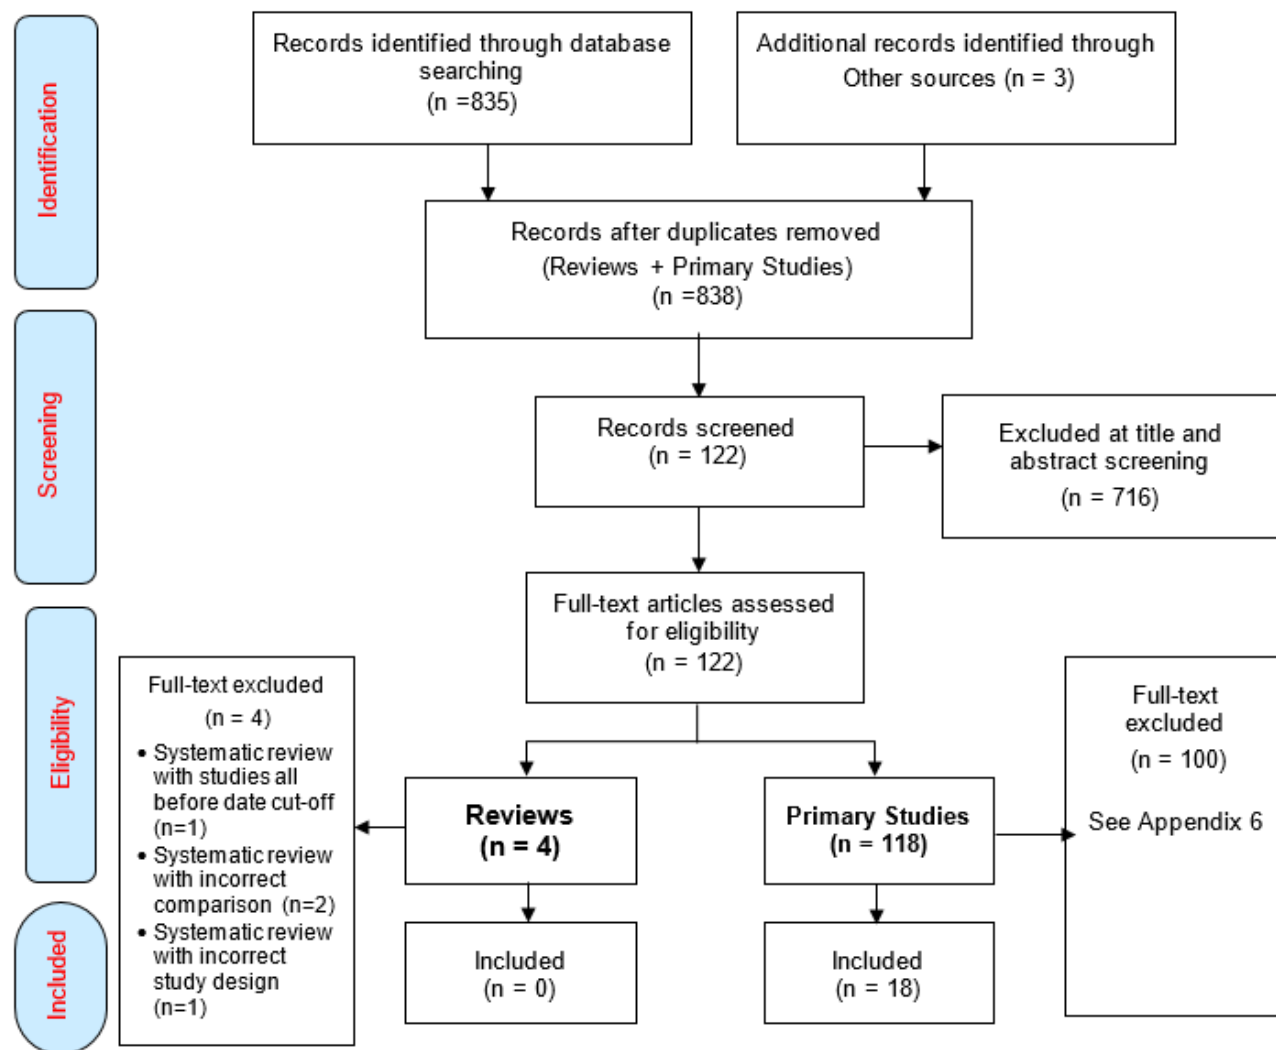 Identification
Records identified through database
searching
(n =835)
Additional records identified through
Other sources (n = 3)
Records after duplicates removed
(Reviews + Primary Studies)
(n =838)
Screening
Records screened
(n = 122)
Excluded at title and
abstract screening
(n = 716)
Eligibility
Full-text articles assessed
for eligibility
(n = 122)
Full-text excluded
(n = 4)
• Systematic review
with studies all
before date cut-off
(n=1)
• Systematic review
with incorrect
comparison (n=2)
• Systematic review
with incorrect
study design
(n=1)
Reviews
(n = 4)
Primary Studies
(n = 118)
Full-text
excluded
(n = 100)
See Appendix 6
Included
Included
(n = 0)
Included
(n = 18)